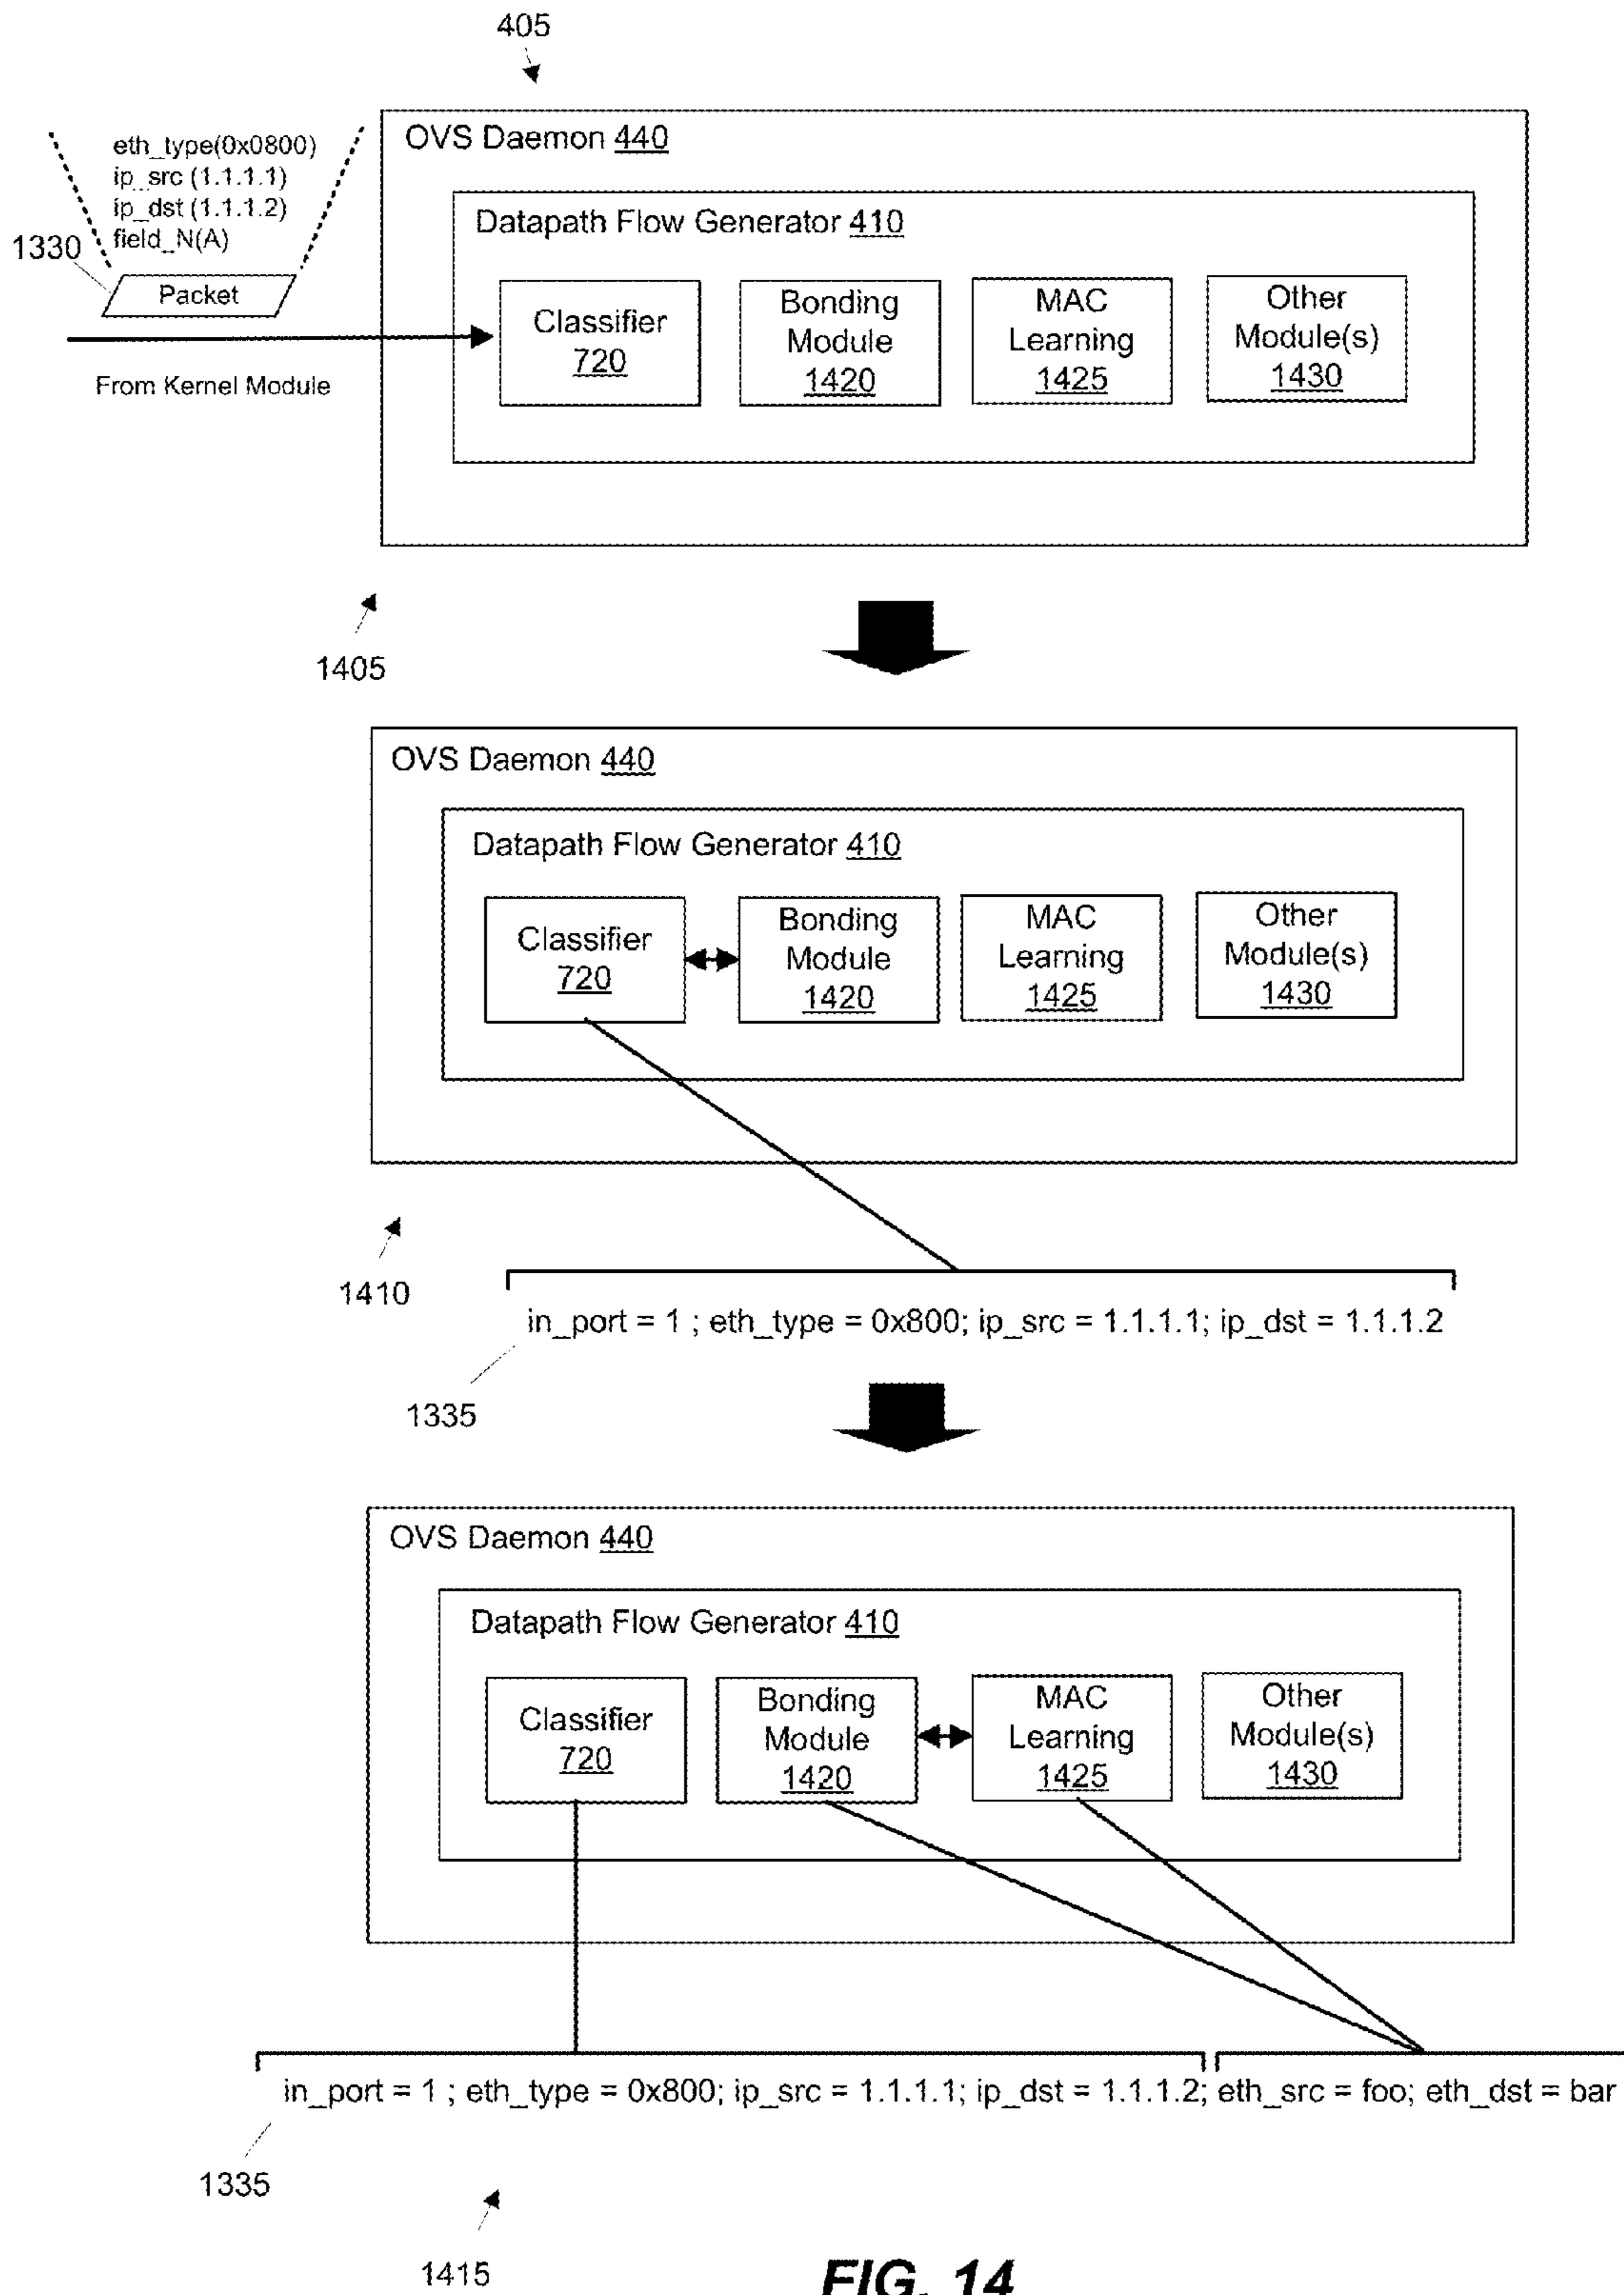 405
eth_type(0x0800)
ip_src (1.1.1.1)
ip_dst (1.1.1.2)
field_N(A)
1330
Packet
From Kernel Module
OVS Daemon 440
Datapath Flow Generator 410
Classifier
720
Bonding
Module
1420
MAC
Learning
1425
Other
Module(s)
1430
1405
OVS Daemon 440
Datapath Flow Generator 410
Classifier
720
Bonding
Module
1420
MAC
Learning
1425
Other
Module(s)
1430
1410
in_port = 1 ; eth_type = 0x800; ip_src = 1.1.1.1; ip_dst = 1.1.1.2
1335
OVS Daemon 440
Datapath Flow Generator 410
Classifier
720
Bonding
Module
1420
MAC
Learning
1425
Other
Module(s)
1430
in_port = 1 ; eth_type = 0x800; ip_src = 1.1.1.1; ip_dst = 1.1.1.2; eth_src = foo; eth_dst = bar
1335
1415
FIG. 14